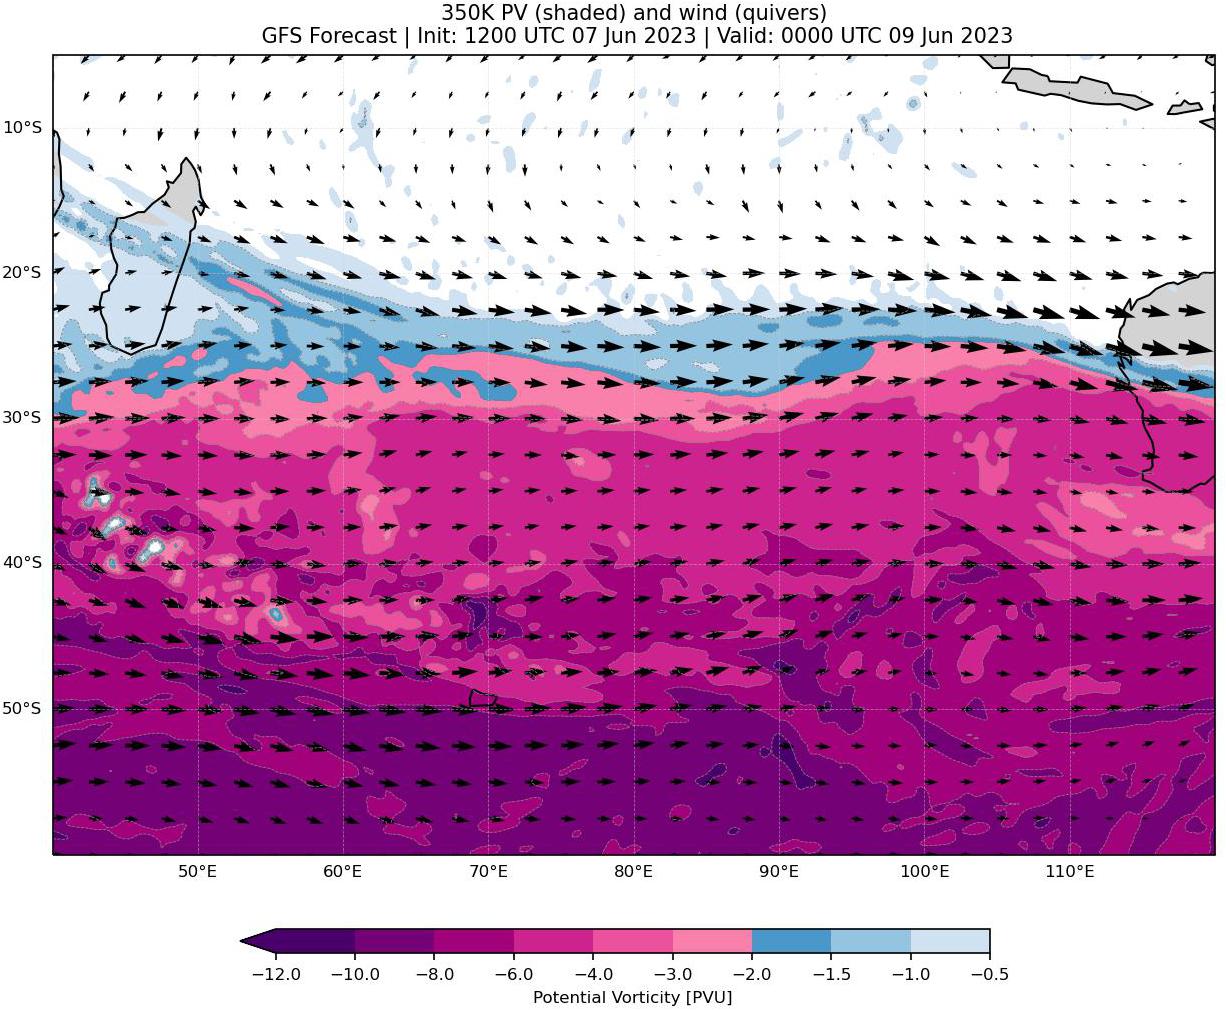 350K PV (shaded) and wind (quivers)
GFS Forecast | Init: 1200 UTC 07 Jun 2023 | Valid: 0000 UTC 09 Jun 2023
10°S
20°S
30°S
40°S
50°S
50°E 60°E 70°E 80°E 90°E 100°E 110°E
−12.0 −10.0 −8.0 −6.0 −4.0 −3.0 −2.0 −1.5 −1.0 −0.5
Potential Vorticity [PVU]